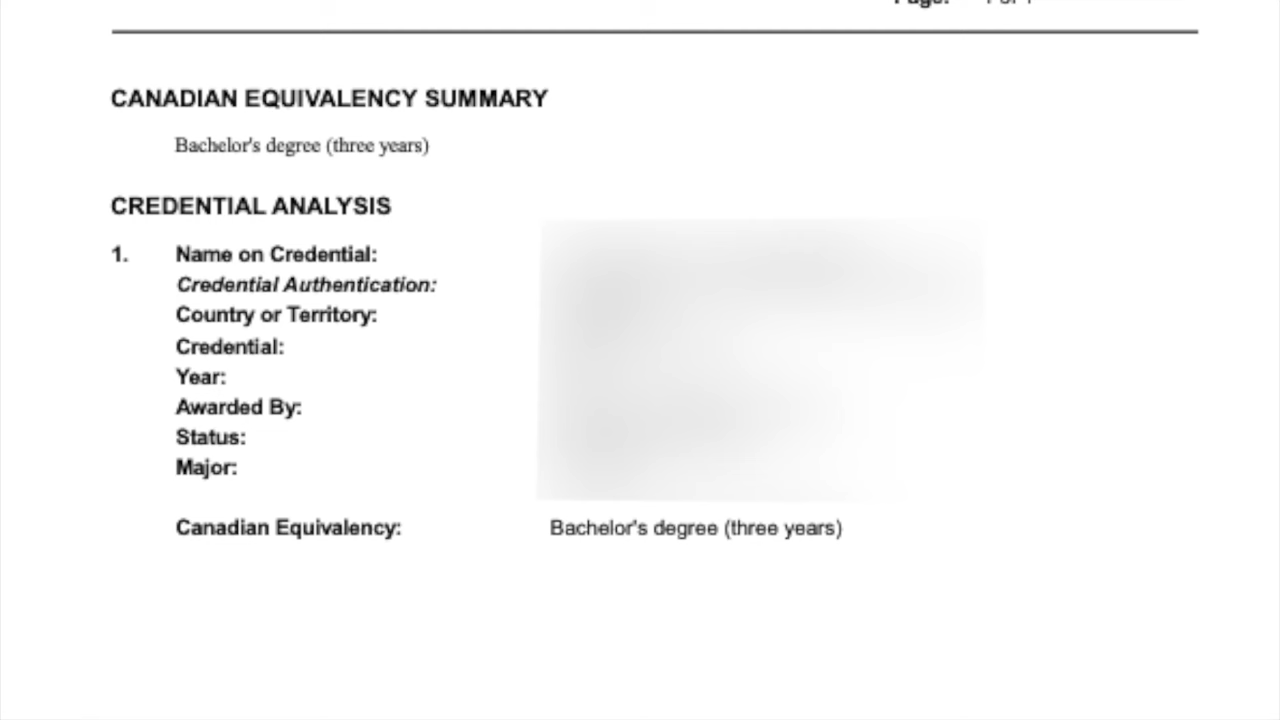 Page:
CANADIAN EQUIVALENCY SUMMARY
Bachelor's degree (three years)
CREDENTIAL ANALYSIS
1. Name on Credential:
Credential Authentication:
Country or Territory:
Credential:
Year:
Awarded By:
Status:
Major:
Canadian Equivalency: Bachelor's degree (three years)